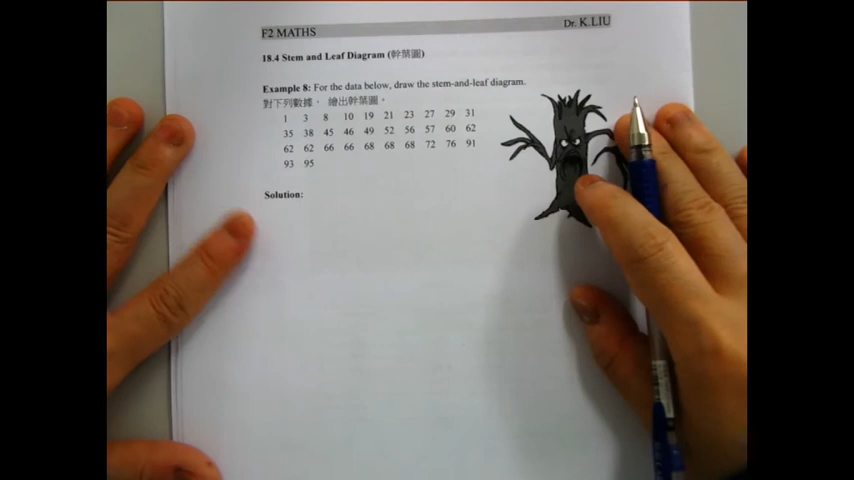 F2 MATHS Dr. K.LIU
18.4 Stem and Leaf Diagram (幹葉圖)
Example 8: For the data below, draw the stem-and-leaf diagram.
對下列數據， 繪出幹葉圖。
1 3 8 10 19 21 23 27 29 31
35 38 45 46 49 52 56 57 60 62
62 62 66 66 68 68 68 72 76 91
93 95
Solution: